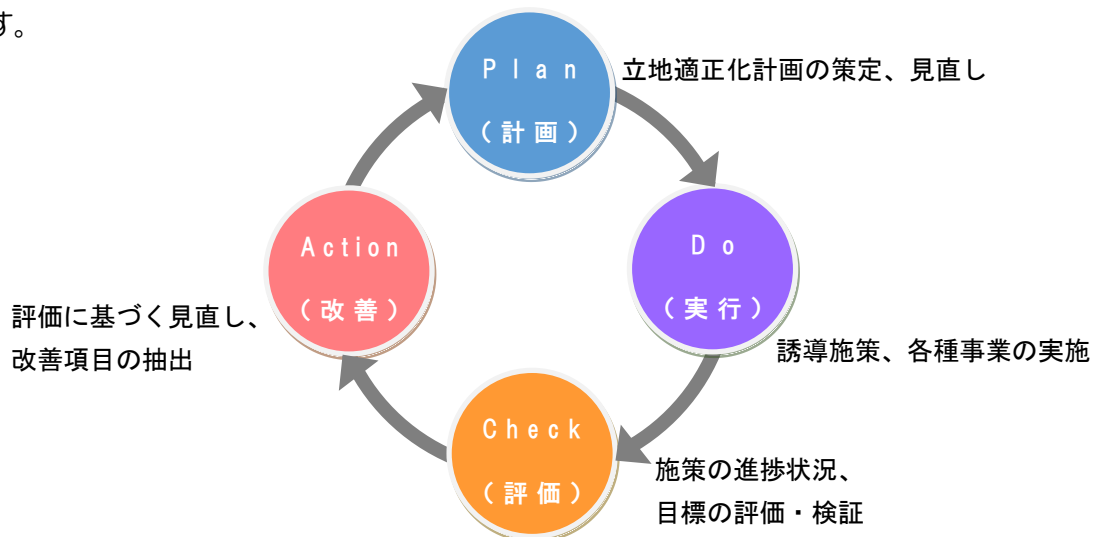 す。
Plan
(計画)
立地適正化計画の策定、見直し
Do
(実行)
誘導施策、各種事業の実施
Check
(評価)
施策の進捗状況、
目標の評価・検証
Action
(改善)
評価に基づく見直し、
改善項目の抽出